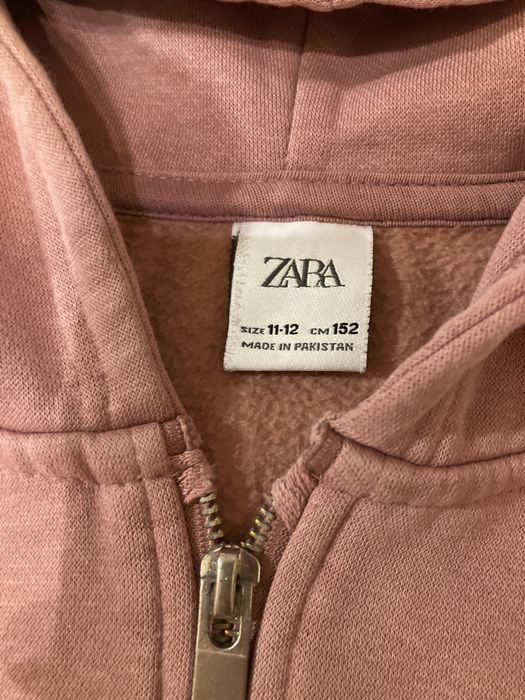 ZARA
SIZE 11-12 CM 152
MADE IN PAKISTAN